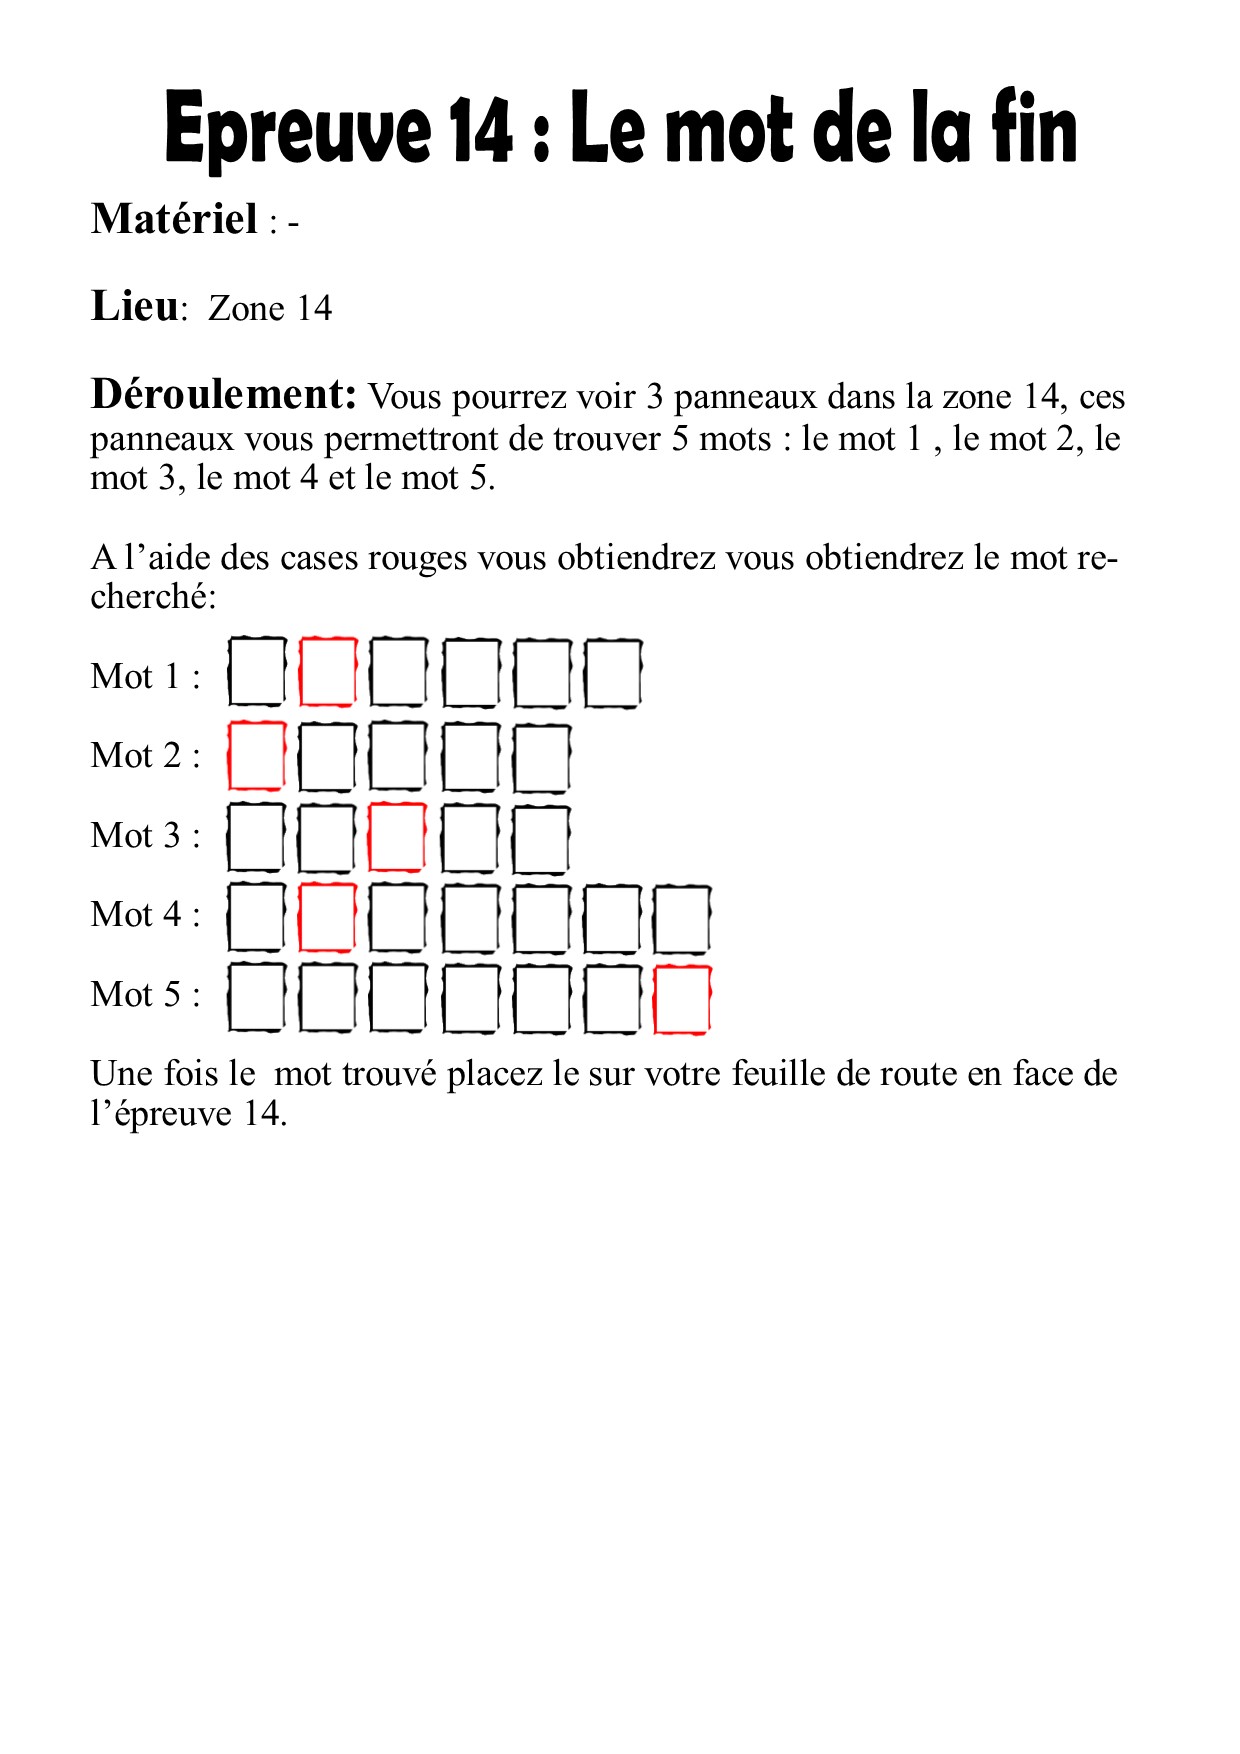 Epreuve 14 : Le mot de la fin
Matériel : -
Lieu:  Zone 14
Déroulement: Vous pourrez voir 3 panneaux dans la zone 14, ces
panneaux vous permettront de trouver 5 mots : le mot 1 , le mot 2, le
mot 3, le mot 4 et le mot 5.
A l’aide des cases rouges vous obtiendrez vous obtiendrez le mot re-
cherché:
Mot 1 :
Mot 2 :
Mot 3 :
Mot 4 :
Mot 5 :
Une fois le  mot trouvé placez le sur votre feuille de route en face de
l’épreuve 14.